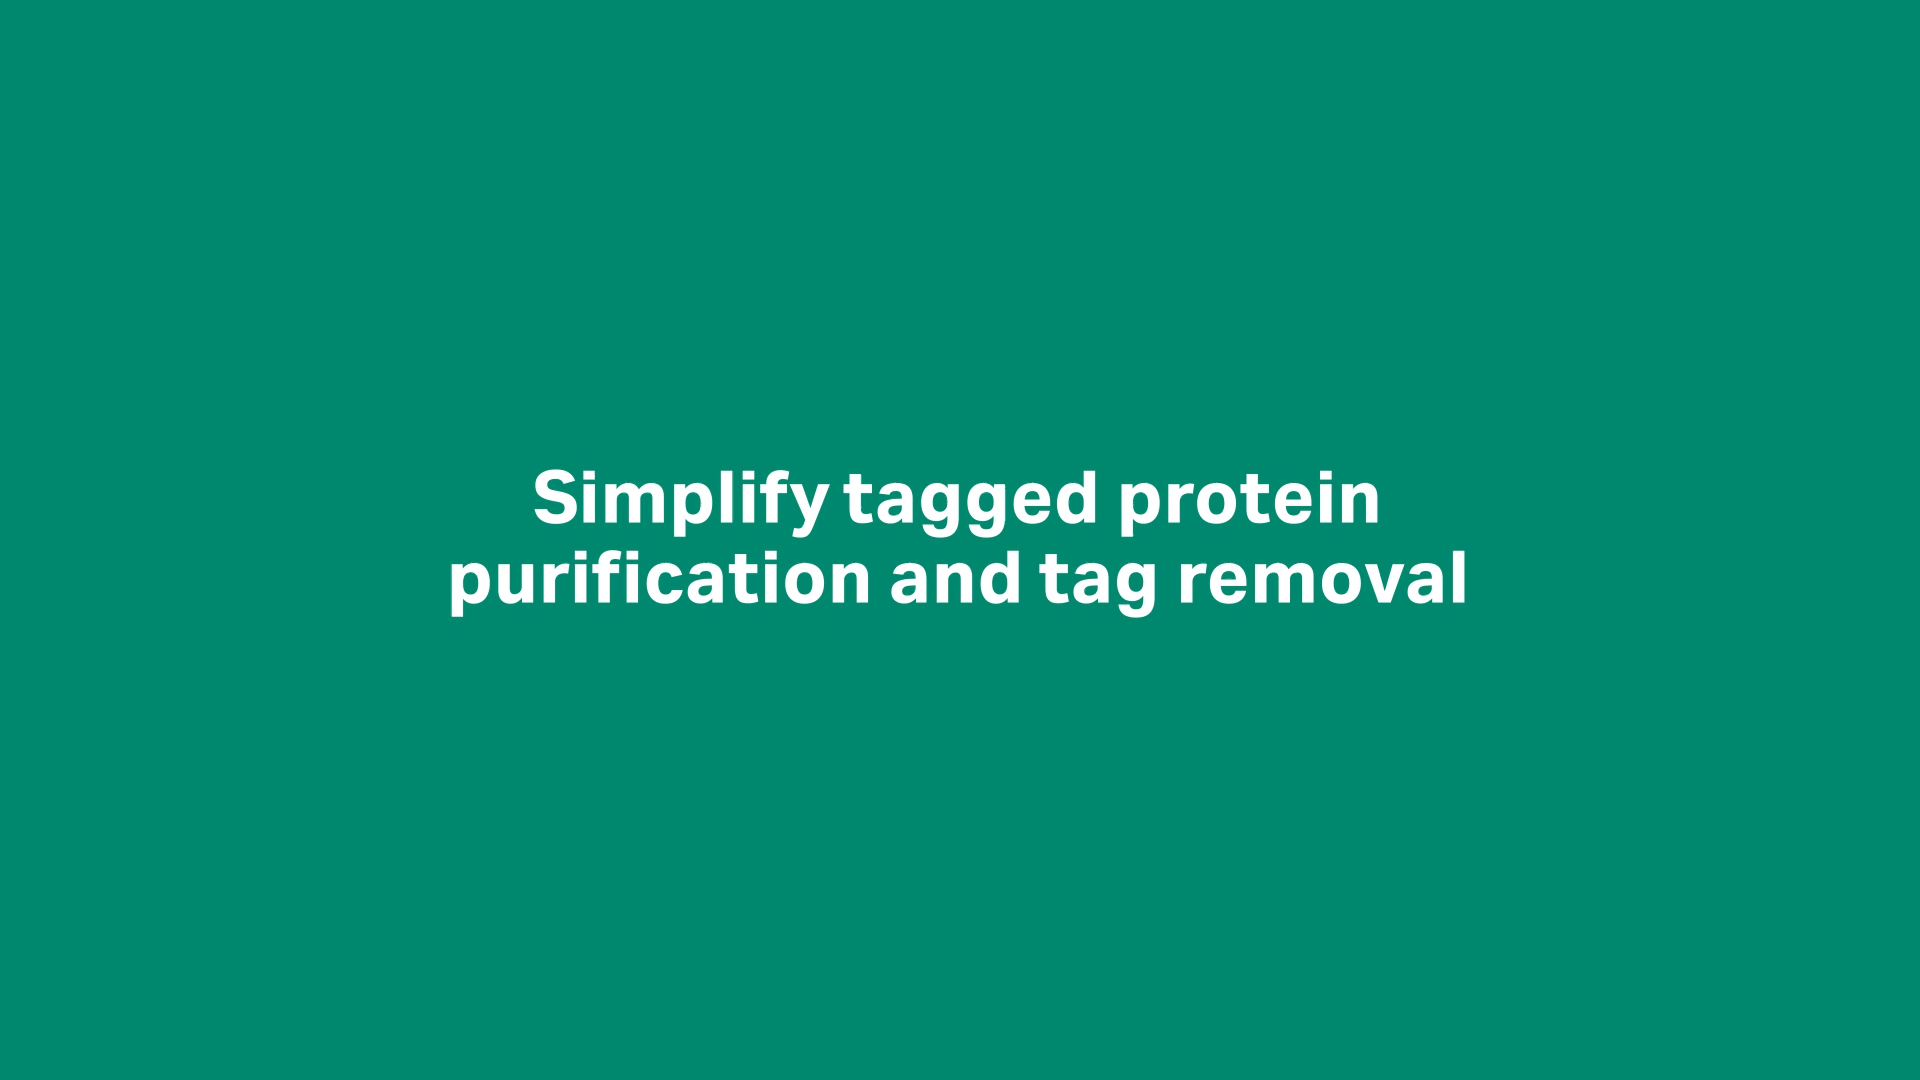 Simplify tagged protein
purification and tag removal